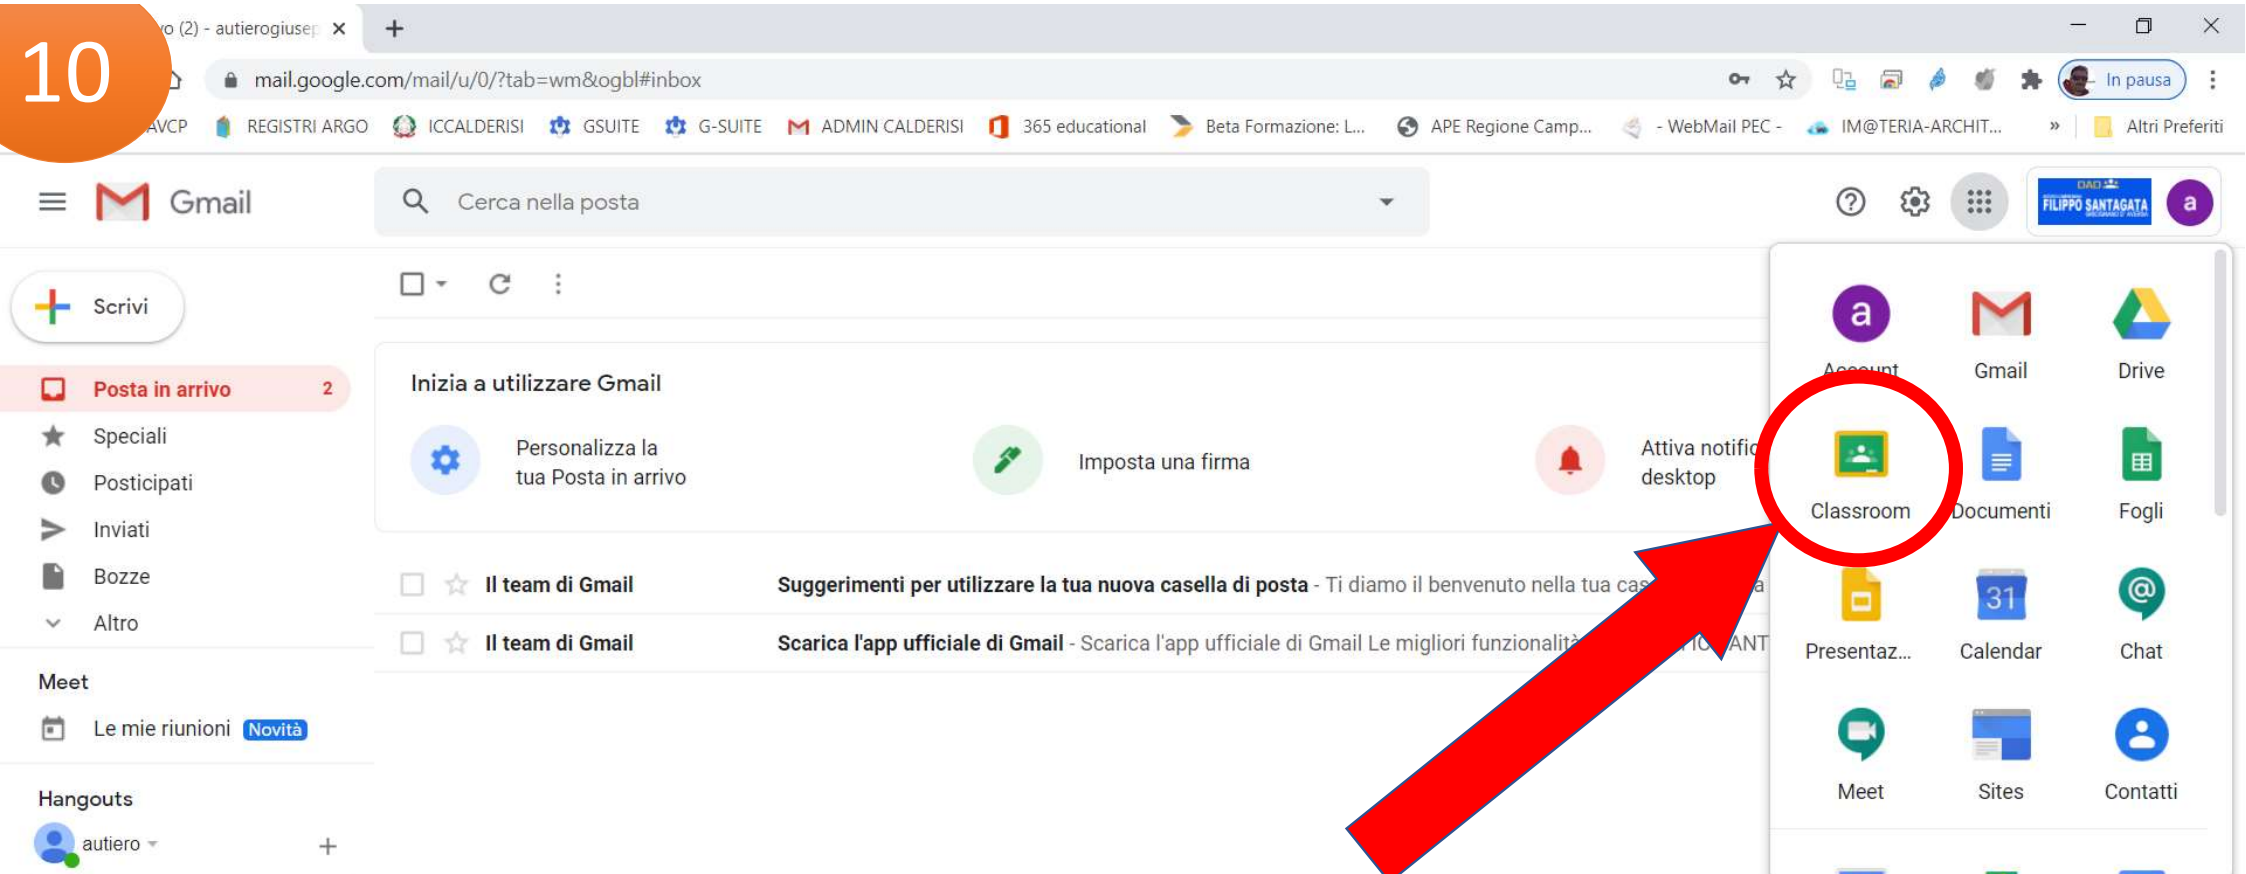 10
vo (2) - autierogiusep
mail.google.com/mail/u/0/?tab=wm&ogbl#inbox
In pausa
AVCP
REGISTRI ARGO
ICCALDERISI
GSUITE
G-SUITE
ADMIN CALDERISI
365 educational
Beta Formazione: L...
APE Regione Camp...
- WebMail PEC -
IM@TERIA-ARCHIT...
»
Altri Preferiti
Gmail
Cerca nella posta
DAD
FILIPPO SANTAGATA
a
Scrivi
Posta in arrivo 2
Speciali
Posticipati
Inviati
Bozze
Altro
Meet
Le mie riunioni Novità
Hangouts
autiero
Inizia a utilizzare Gmail
Personalizza la
tua Posta in arrivo
Imposta una firma
Attiva notific
desktop
Il team di Gmail Suggerimenti per utilizzare la tua nuova casella di posta - Ti diamo il benvenuto nella tua cas a
Il team di Gmail Scarica l'app ufficiale di Gmail - Scarica l'app ufficiale di Gmail Le migliori funzionalità ANT
a
Account Gmail Drive
Classroom Documenti Fogli
31
Presentaz... Calendar Chat
Meet Sites Contatti